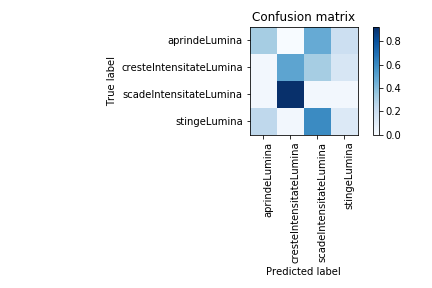 Confusion matrix
True label
aprindeLumina
cresteIntensitateLumina
scadeIntensitateLumina
stingeLumina
0.8
0.6
0.4
0.2
0.0
aprindeLumina
cresteIntensitateLumina
scadeIntensitateLumina
stingeLumina
Predicted label